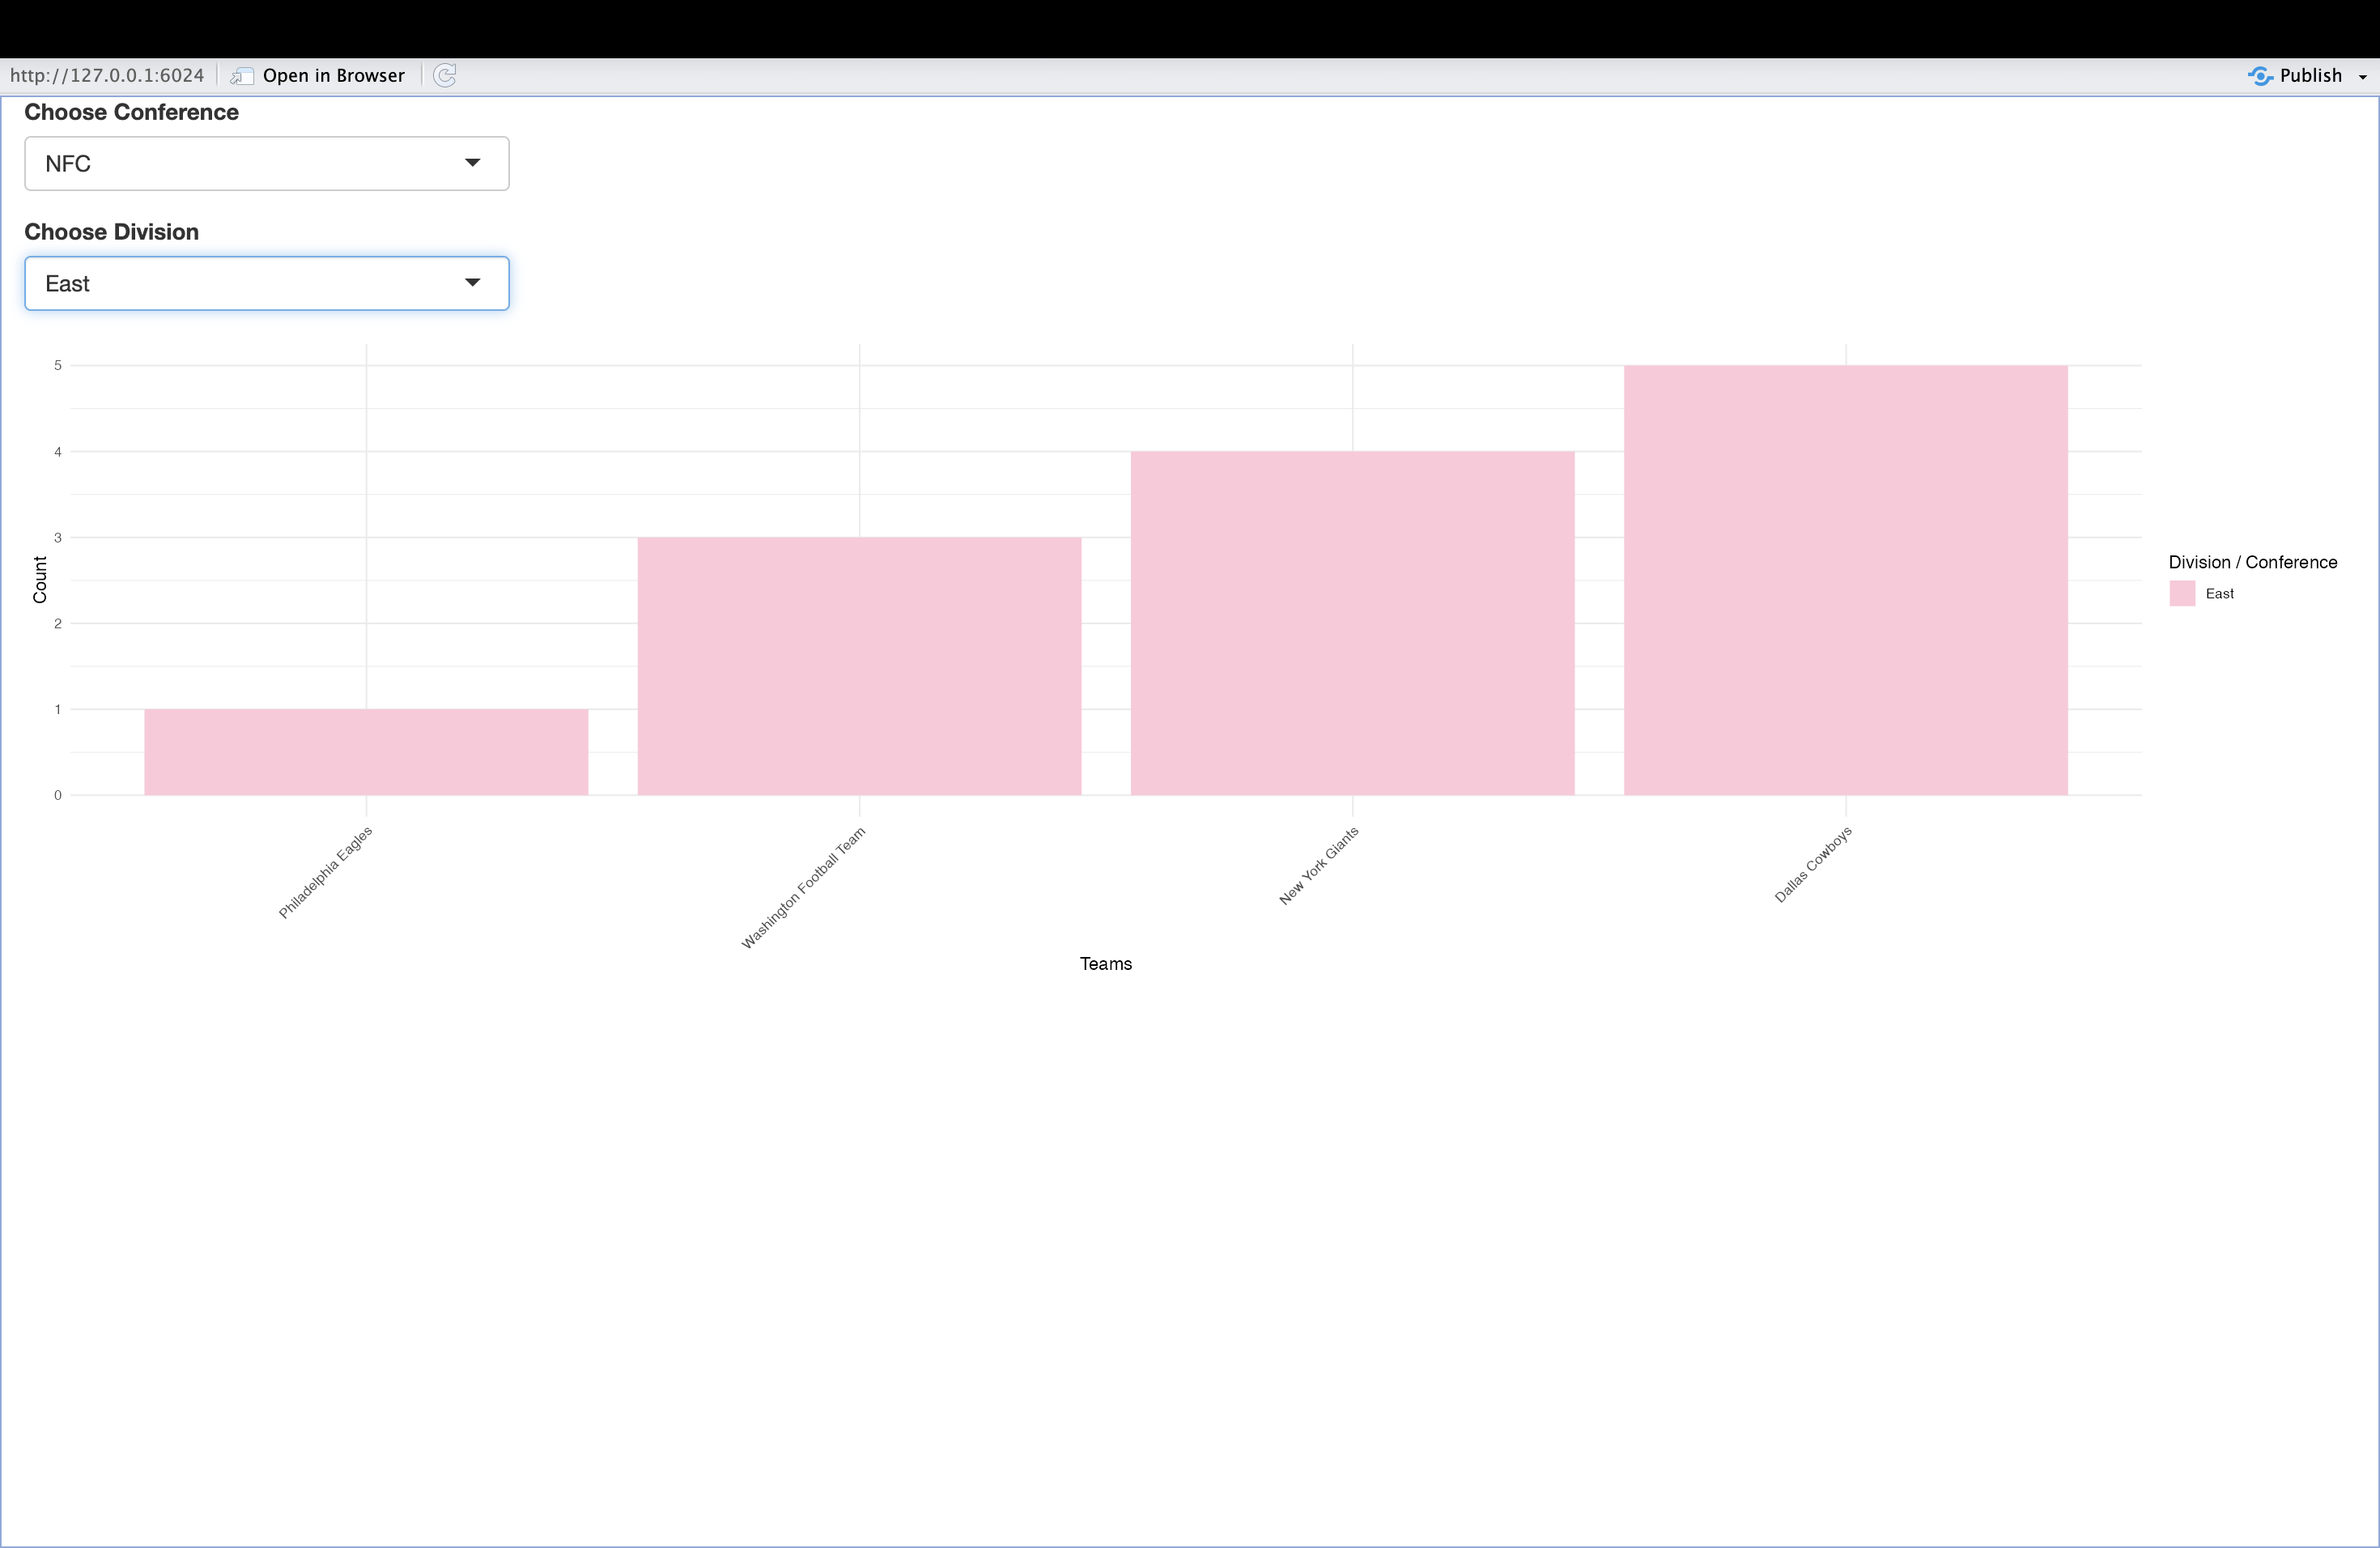 http://127.0.0.1:6024 Open in Browser Publish
Choose Conference
NFC
Choose Division
East
5
4
3
2
1
0
Count
Philadelphia Eagles
Washington Football Team
New York Giants
Dallas Cowboys
Teams
Division / Conference
East